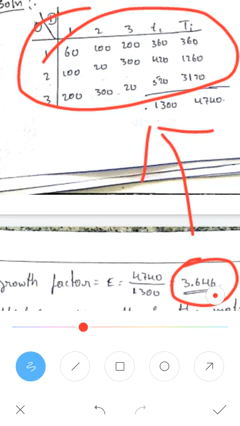 Soln :-
O D 1 2 3 ti Ti
1 60 100 200 360 360
2 100 20 300 420 1260
3 200 300 20 520 3120
1300 4740
growth factor = E = 4740 / 1300 = 3.646